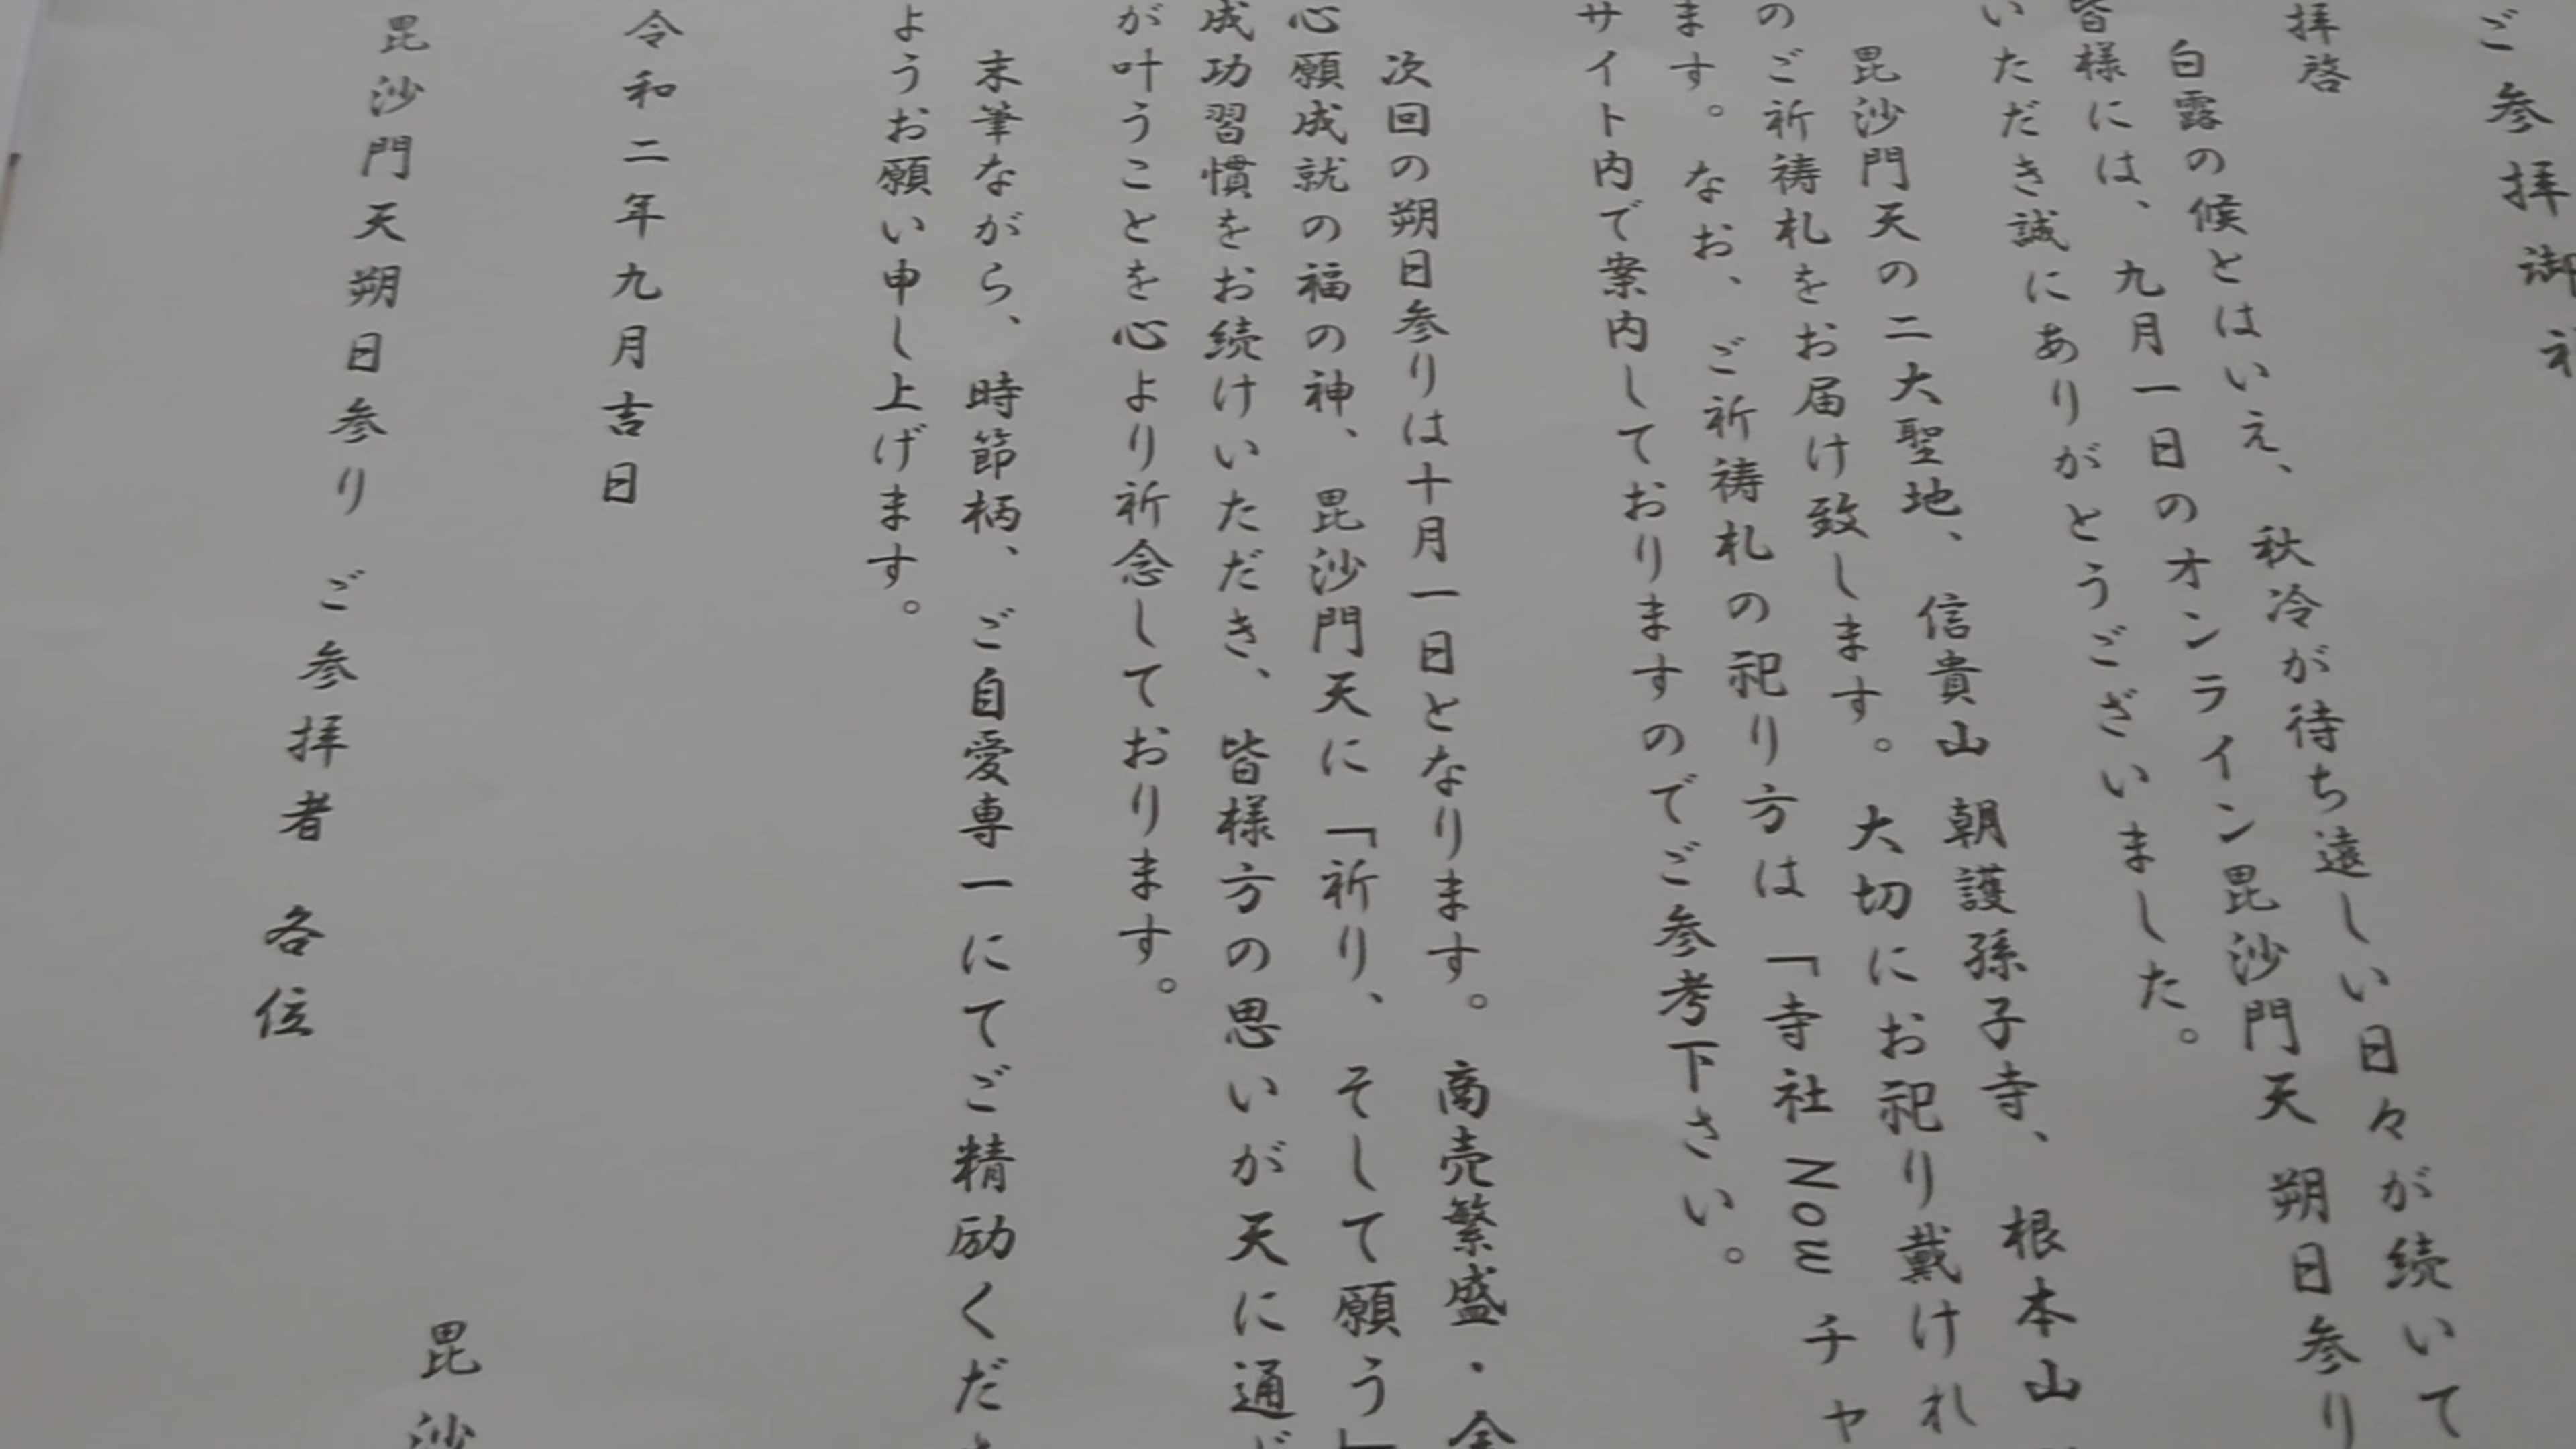 ご参拝御礼
拝啓
白露の候とはいえ、秋冷が待ち遠しい日々が続いて
皆様には、九月一日のオンライン毘沙門天 朔日参り
いただき誠にありがとうございました。
毘沙門天の二大聖地、信貴山 朝護孫子寺、根本山
のご祈祷札をお届け致します。大切にお祀り戴けれ
ます。なお、ご祈祷札の祀り方は「寺社Nowチャ
サイト内で案内しておりますのでご参考下さい。
次回の朔日参りは十月一日となります。商売繁盛・金
心願成就の福の神、毘沙門天に「祈り、そして願う」
成功習慣をお続けいただき、皆様方の思いが天に通じ
が叶うことを心より祈念しております。
末筆ながら、時節柄、ご自愛専一にてご精励くださ
ようお願い申し上げます。
令和二年九月吉日
毘沙
毘沙門天朔日参り ご参拝者 各位